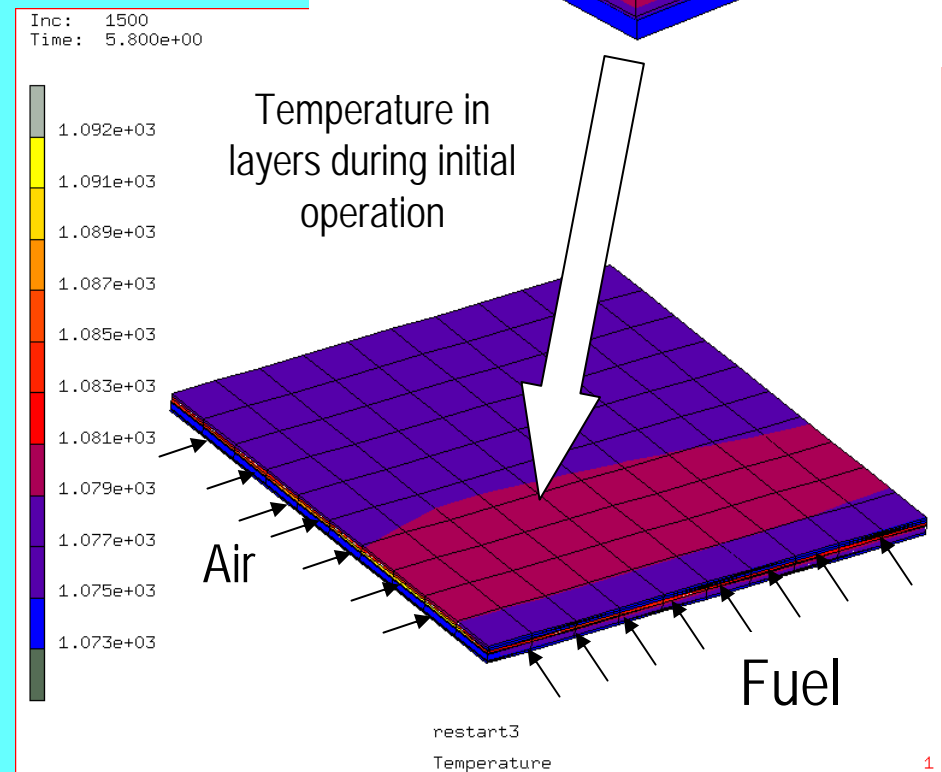 Inc: 1500
Time: 5.800e+00
Temperature in
layers during initial
operation
1.092e+03
1.091e+03
1.089e+03
1.087e+03
1.085e+03
1.083e+03
1.081e+03
1.079e+03
1.077e+03
1.075e+03
1.073e+03
Air
Fuel
restart3
Temperature
1